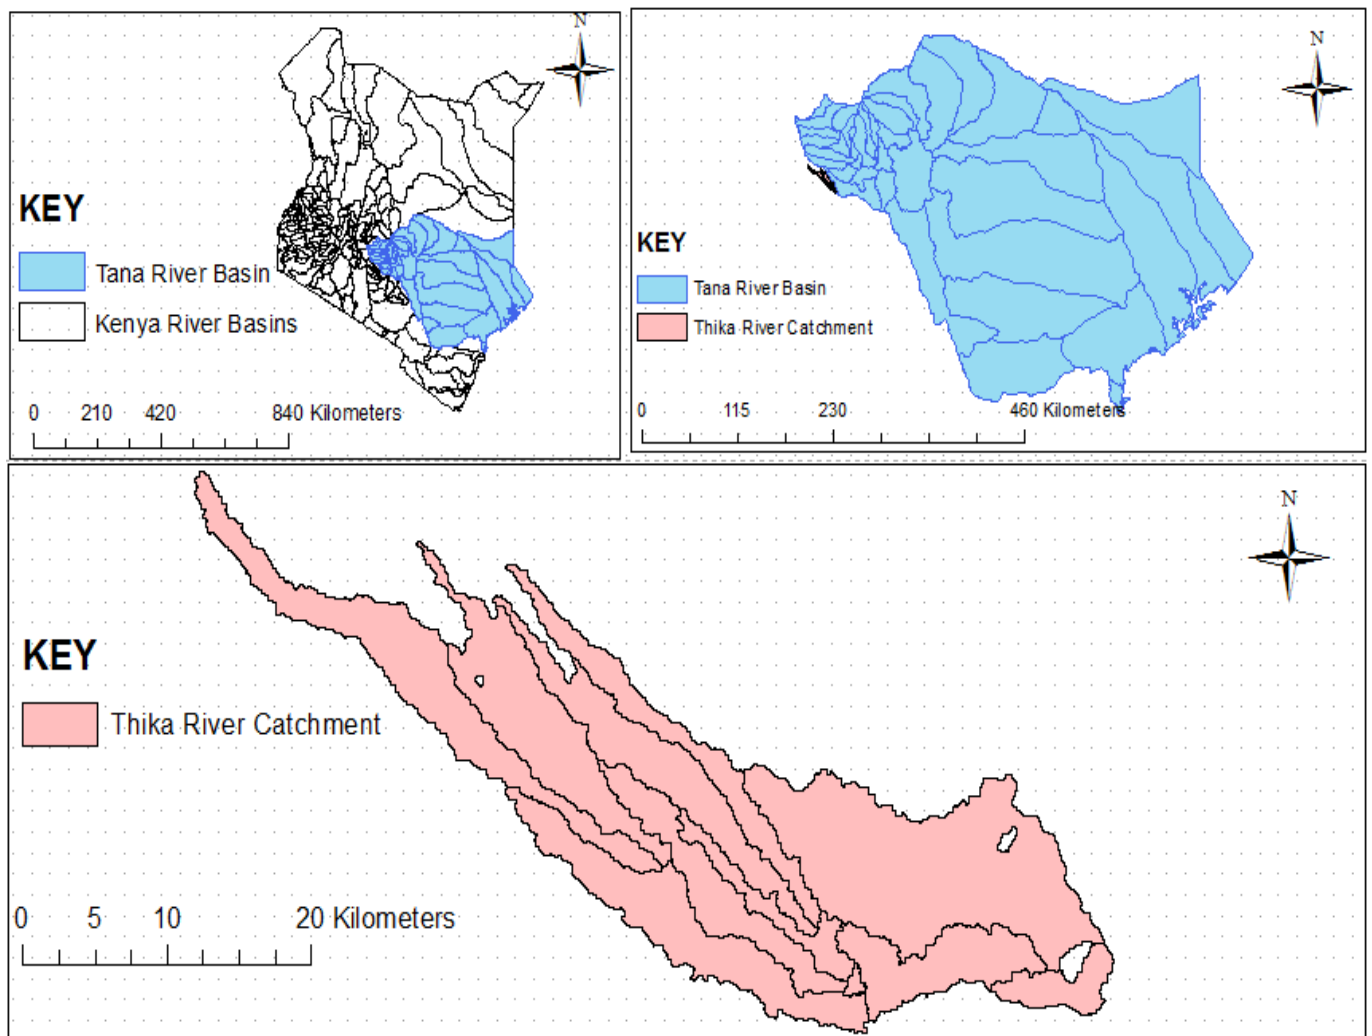 N
KEY
Tana River Basin
Kenya River Basins
0 210 420 840 Kilometers
N
KEY
Tana River Basin
Thika River Catchment
0 115 230 460 Kilometers
N
KEY
Thika River Catchment
0 5 10 20 Kilometers